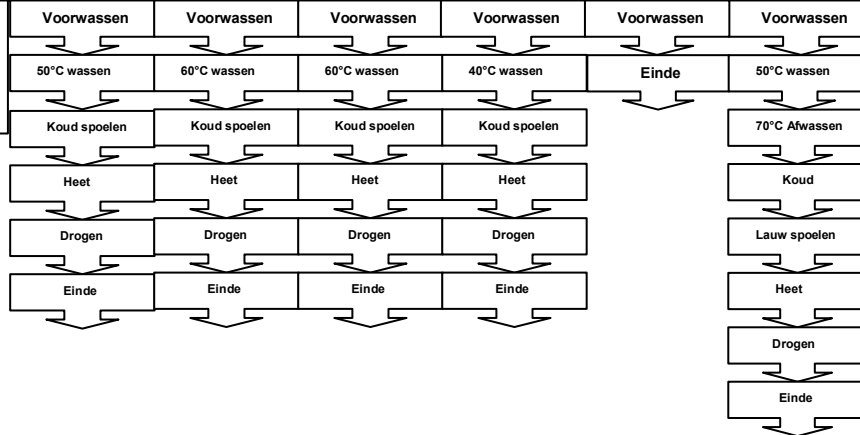 Voorwassen Voorwassen Voorwassen Voorwassen Voorwassen Voorwassen
50°C wassen 60°C wassen 60°C wassen 40°C wassen Einde 50°C wassen
Koud spoelen Koud spoelen Koud spoelen Koud spoelen 70°C Afwassen
Heet Heet Heet Heet Koud
Drogen Drogen Drogen Drogen Lauw spoelen
Einde Einde Einde Einde Heet
Drogen
Einde